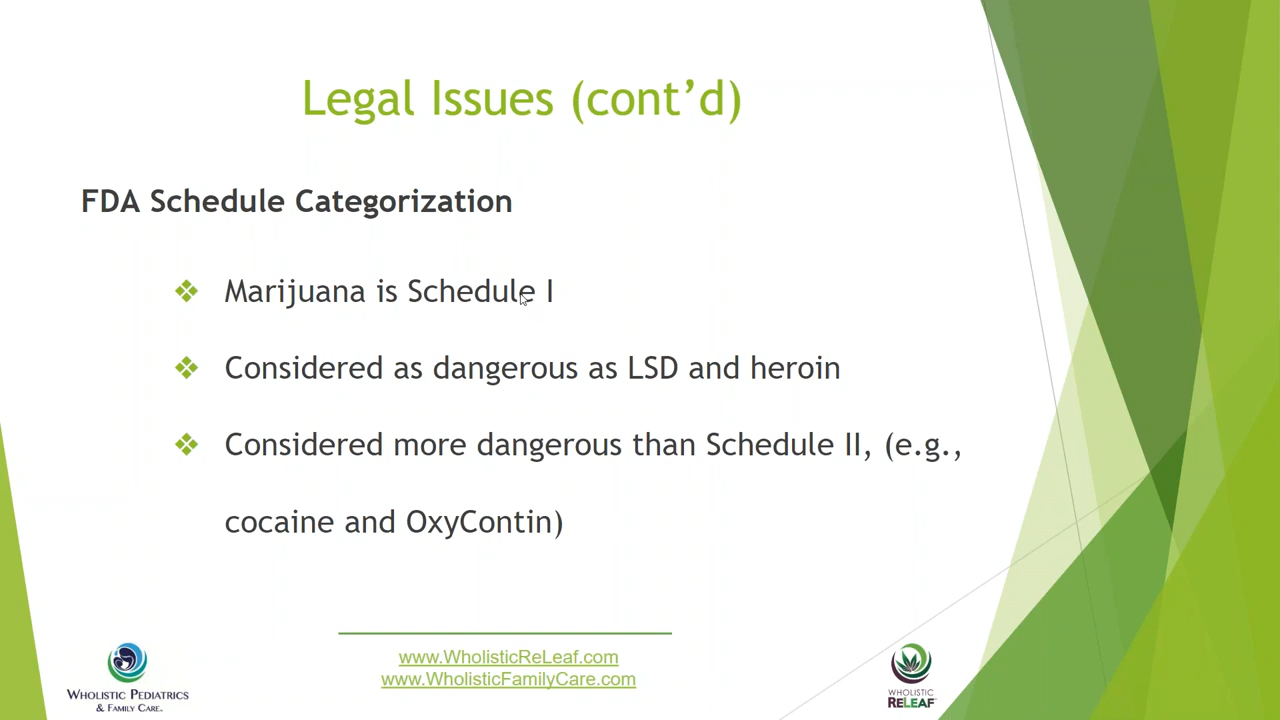 Legal Issues (cont’d)
FDA Schedule Categorization
Marijuana is Schedule I
Considered as dangerous as LSD and heroin
Considered more dangerous than Schedule II, (e.g.,
cocaine and OxyContin)
www.WholisticReLeaf.com
www.WholisticFamilyCare.com
WHOLISTIC PEDIATRICS
& FAMILY CARE.
WHOLISTIC
RELEAF